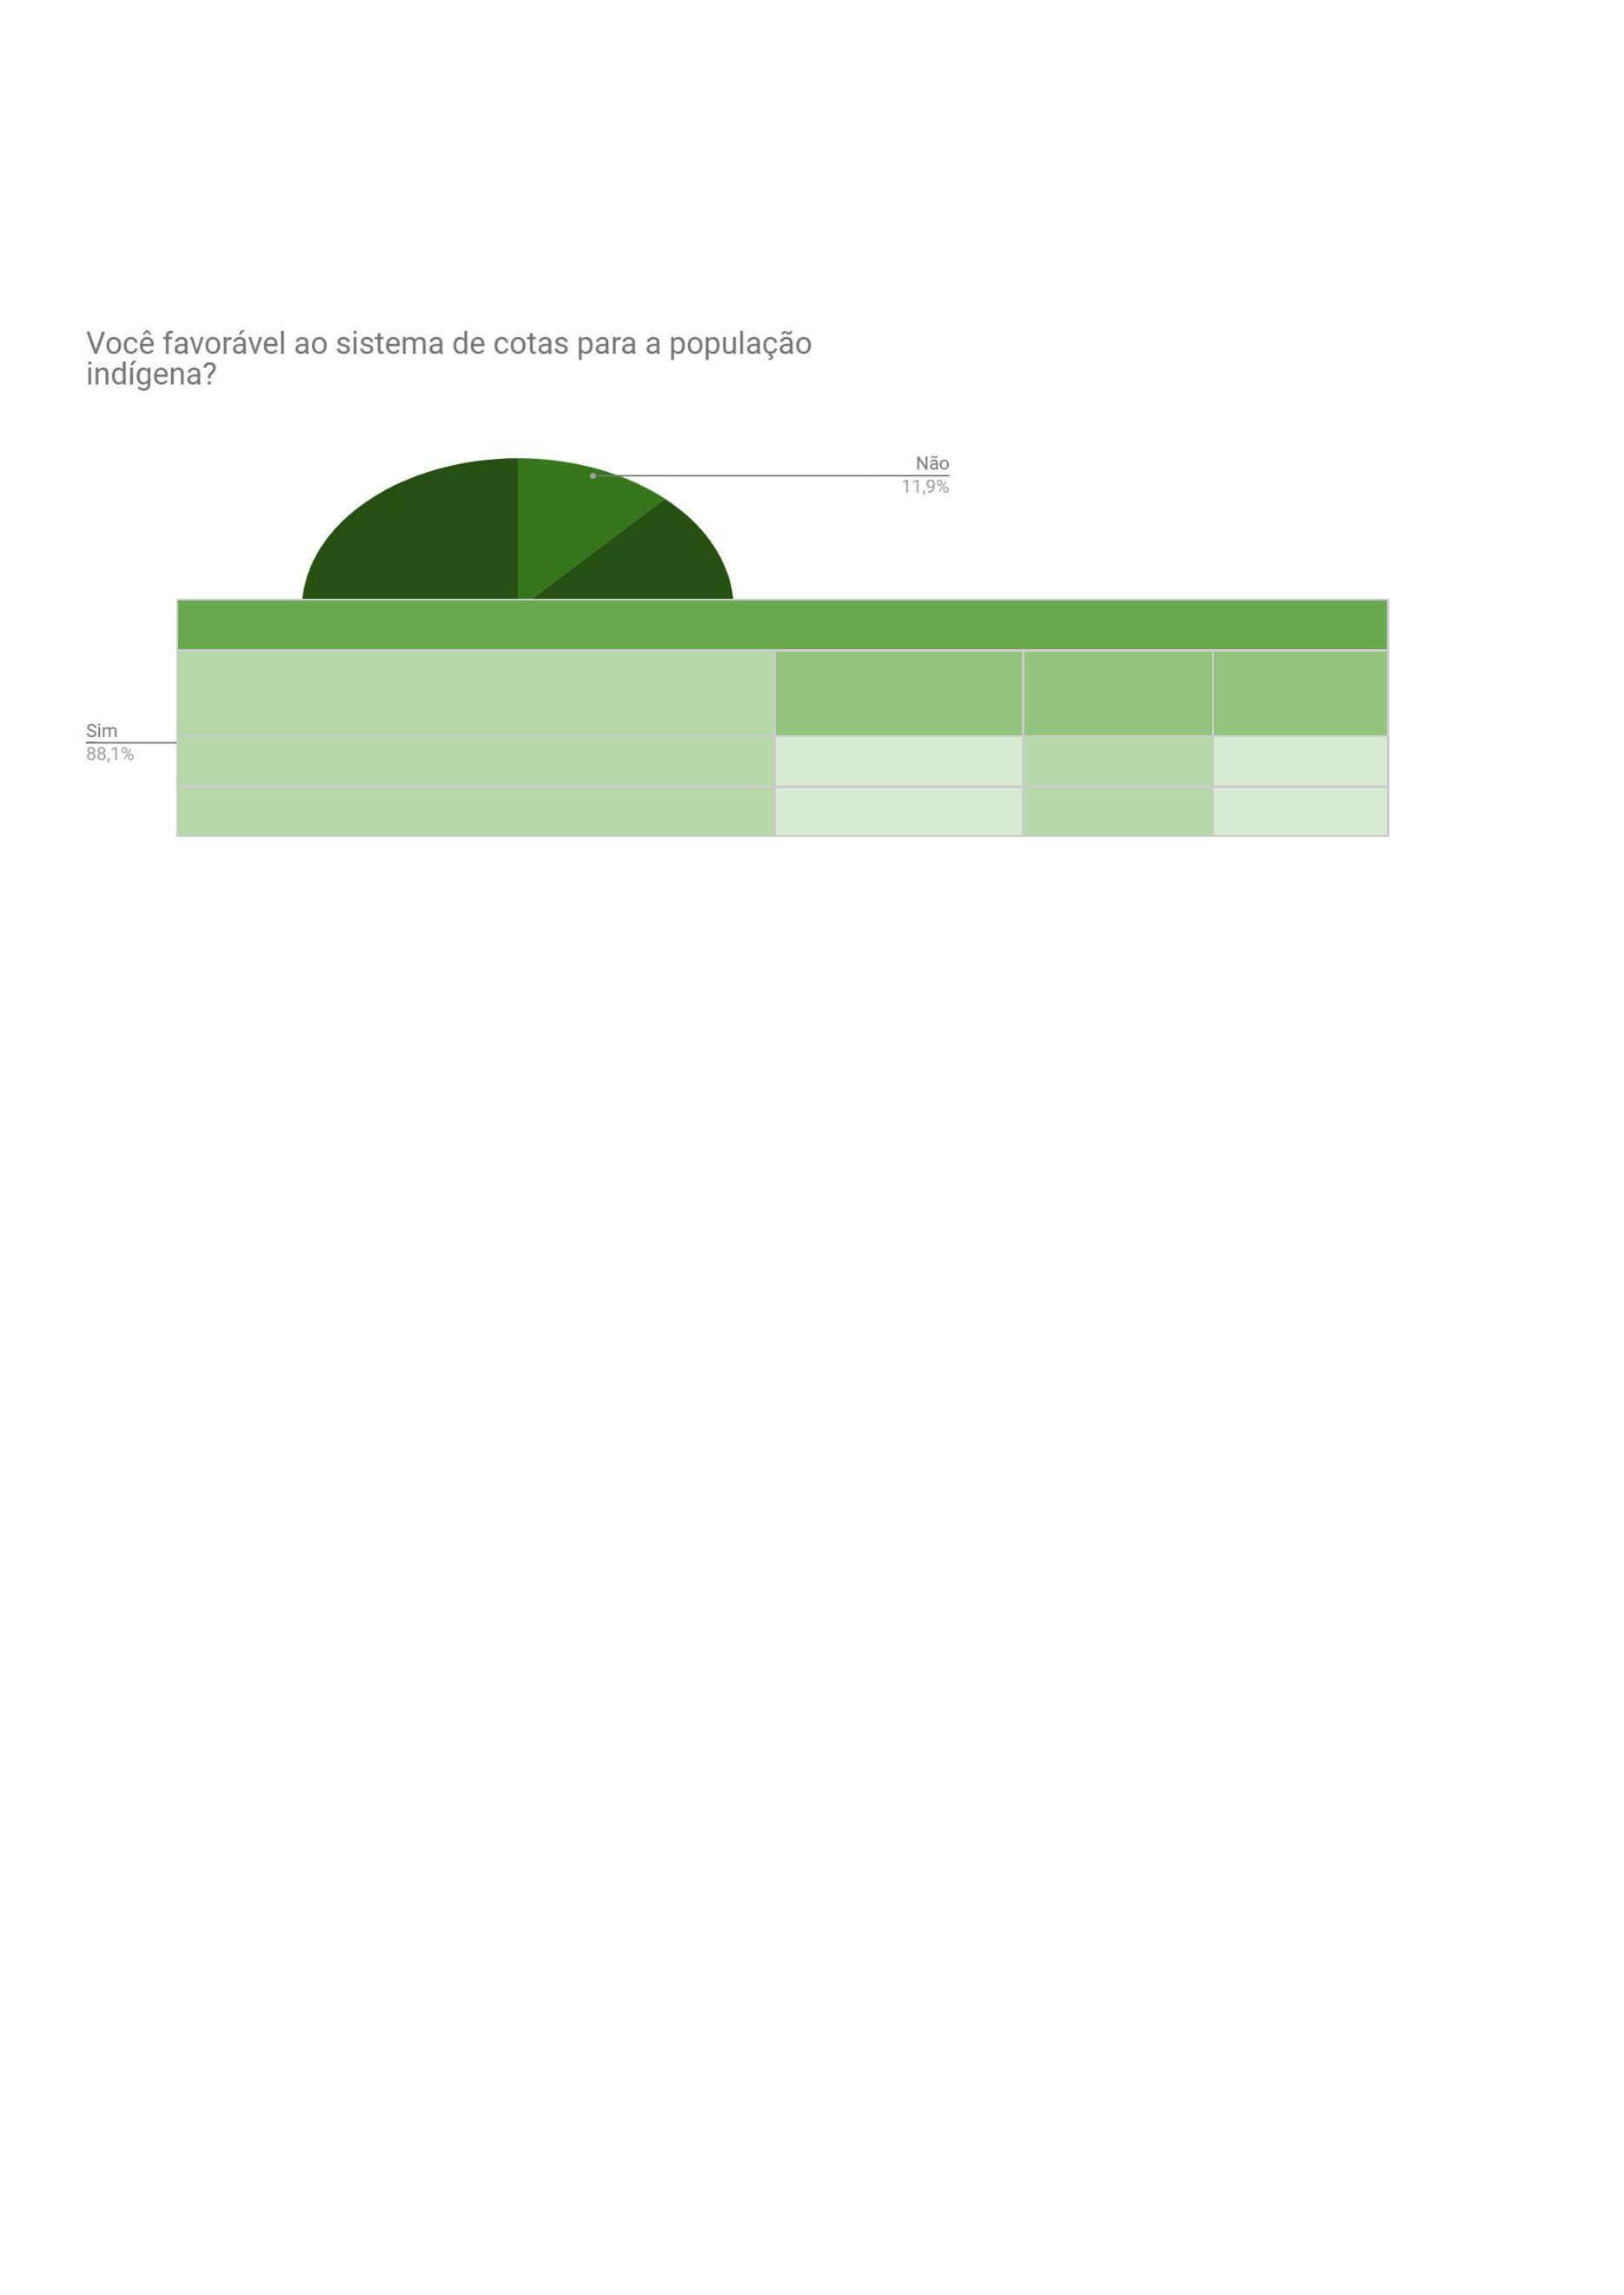 Você favorável ao sistema de cotas para a população
indígena?
Não
11,9%
Sim
88,1%